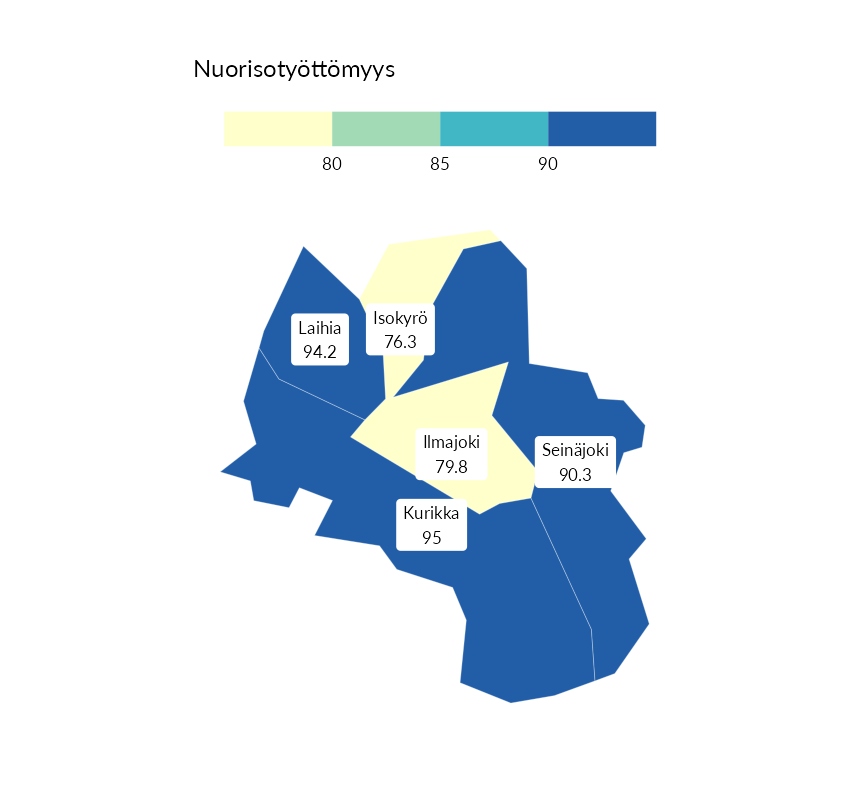 Nuorisotyöttömyys
80
85
90
Laihia
94.2
Isokyrö
76.3
Ilmajoki
79.8
Seinäjoki
90.3
Kurikka
95